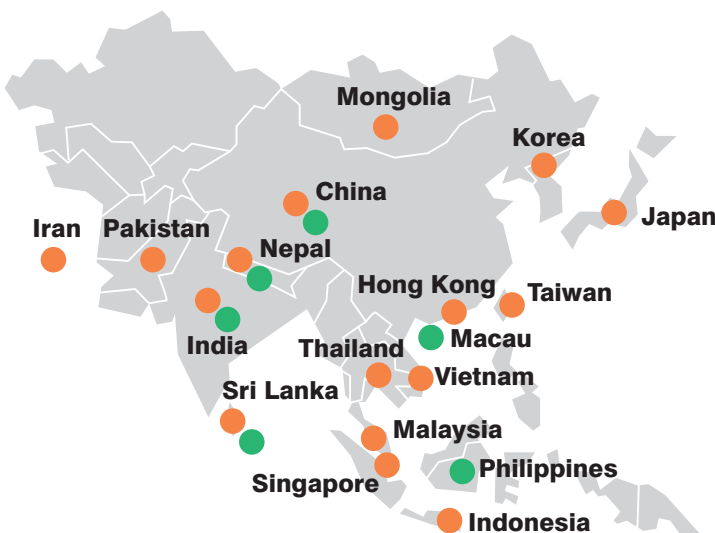 Mongolia
Korea
China
Japan
Iran
Pakistan
Nepal
Hong Kong
Taiwan
India
Thailand
Macau
Vietnam
Sri Lanka
Malaysia
Singapore
Philippines
Indonesia